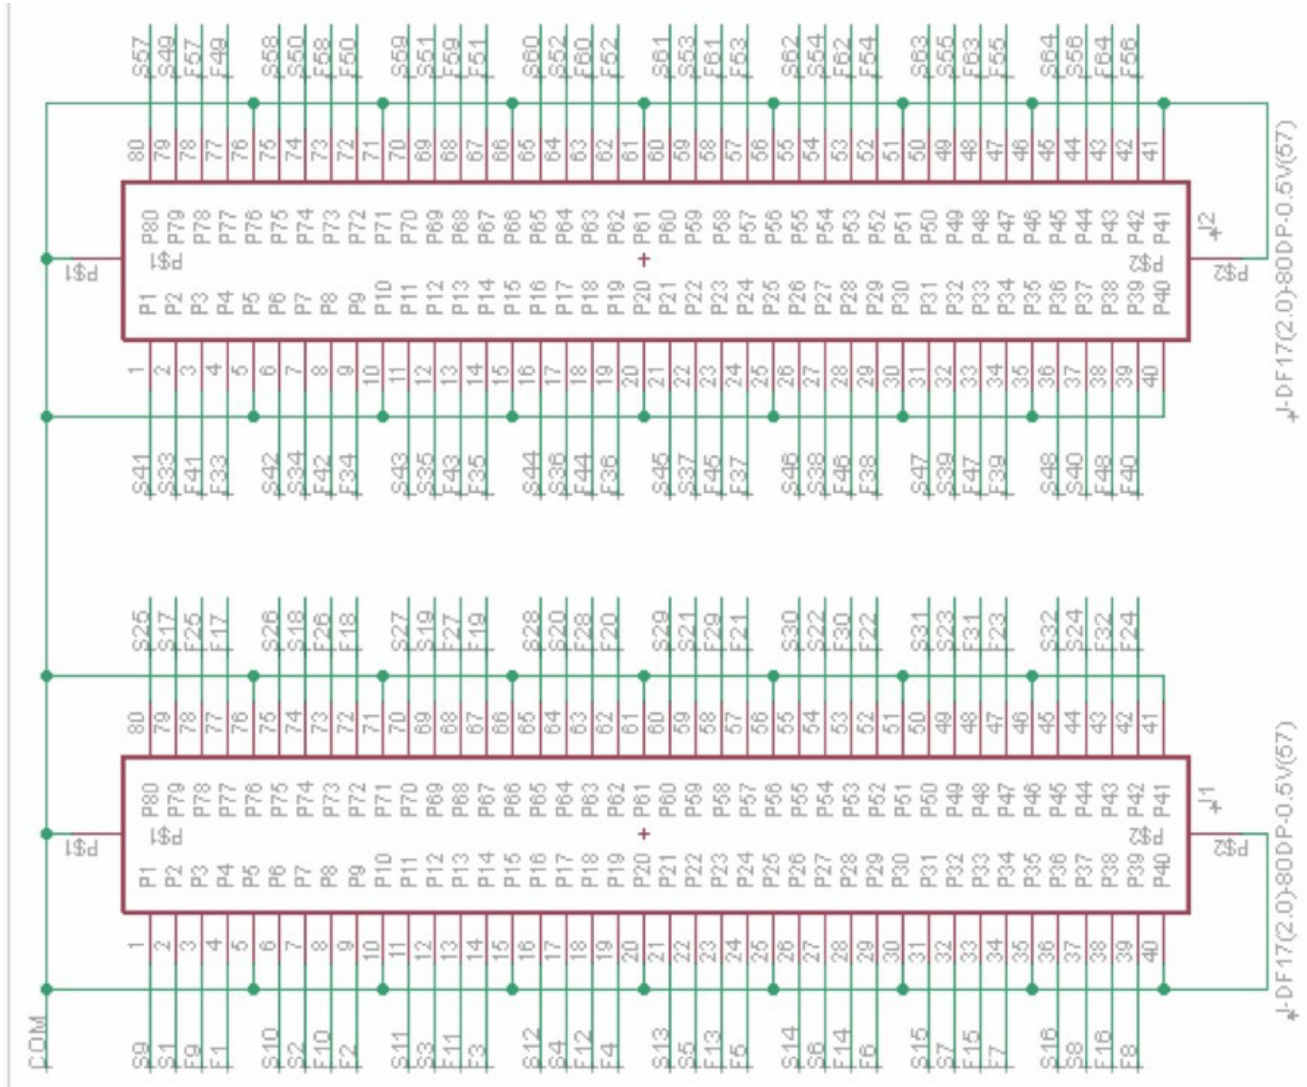 S57 S49 F57 F49 S58 S50 F58 F50 S59 S51 F59 F51 S60 S52 F60 F52 S61 S53 F61 F53 S62 S54 F62 F54 S63 S55 F63 F55 S64 S56 F64 F56
80 79 78 77 76 75 74 73 72 71 70 69 68 67 66 65 64 63 62 61 60 59 58 57 56 55 54 53 52 51 50 49 48 47 46 45 44 43 42 41
P80 P79 P78 P77 P76 P75 P74 P73 P72 P71 P70 P69 P68 P67 P66 P65 P64 P63 P62 P61 P60 P59 P58 P57 P56 P55 P54 P53 P52 P51 P50 P49 P48 P47 P46 P45 P44 P43 P42 P41
J2
P$1 P$1 P$2 P$2
P1 P2 P3 P4 P5 P6 P7 P8 P9 P10 P11 P12 P13 P14 P15 P16 P17 P18 P19 P20 P21 P22 P23 P24 P25 P26 P27 P28 P29 P30 P31 P32 P33 P34 P35 P36 P37 P38 P39 P40
1 2 3 4 5 6 7 8 9 10 11 12 13 14 15 16 17 18 19 20 21 22 23 24 25 26 27 28 29 30 31 32 33 34 35 36 37 38 39 40
J-DF17(2.0)-80DP-0.5V(57)
S41 S33 F41 F33 S42 S34 F42 F34 S43 S35 F43 F35 S44 S36 F44 F36 S45 S37 F45 F37 S46 S38 F46 F38 S47 S39 F47 F39 S48 S40 F48 F40
S25 S17 F25 F17 S26 S18 F26 F18 S27 S19 F27 F19 S28 S20 F28 F20 S29 S21 F29 F21 S30 S22 F30 F22 S31 S23 F31 F23 S32 S24 F32 F24
80 79 78 77 76 75 74 73 72 71 70 69 68 67 66 65 64 63 62 61 60 59 58 57 56 55 54 53 52 51 50 49 48 47 46 45 44 43 42 41
P80 P79 P78 P77 P76 P75 P74 P73 P72 P71 P70 P69 P68 P67 P66 P65 P64 P63 P62 P61 P60 P59 P58 P57 P56 P55 P54 P53 P52 P51 P50 P49 P48 P47 P46 P45 P44 P43 P42 P41
J1
P$1 P$1 P$2 P$2
P1 P2 P3 P4 P5 P6 P7 P8 P9 P10 P11 P12 P13 P14 P15 P16 P17 P18 P19 P20 P21 P22 P23 P24 P25 P26 P27 P28 P29 P30 P31 P32 P33 P34 P35 P36 P37 P38 P39 P40
1 2 3 4 5 6 7 8 9 10 11 12 13 14 15 16 17 18 19 20 21 22 23 24 25 26 27 28 29 30 31 32 33 34 35 36 37 38 39 40
J-DF17(2.0)-80DP-0.5V(57)
COM
S9 S1 F9 F1 S10 S2 F10 F2 S11 S3 F11 F3 S12 S4 F12 F4 S13 S5 F13 F5 S14 S6 F14 F6 S15 S7 F15 F7 S16 S8 F16 F8